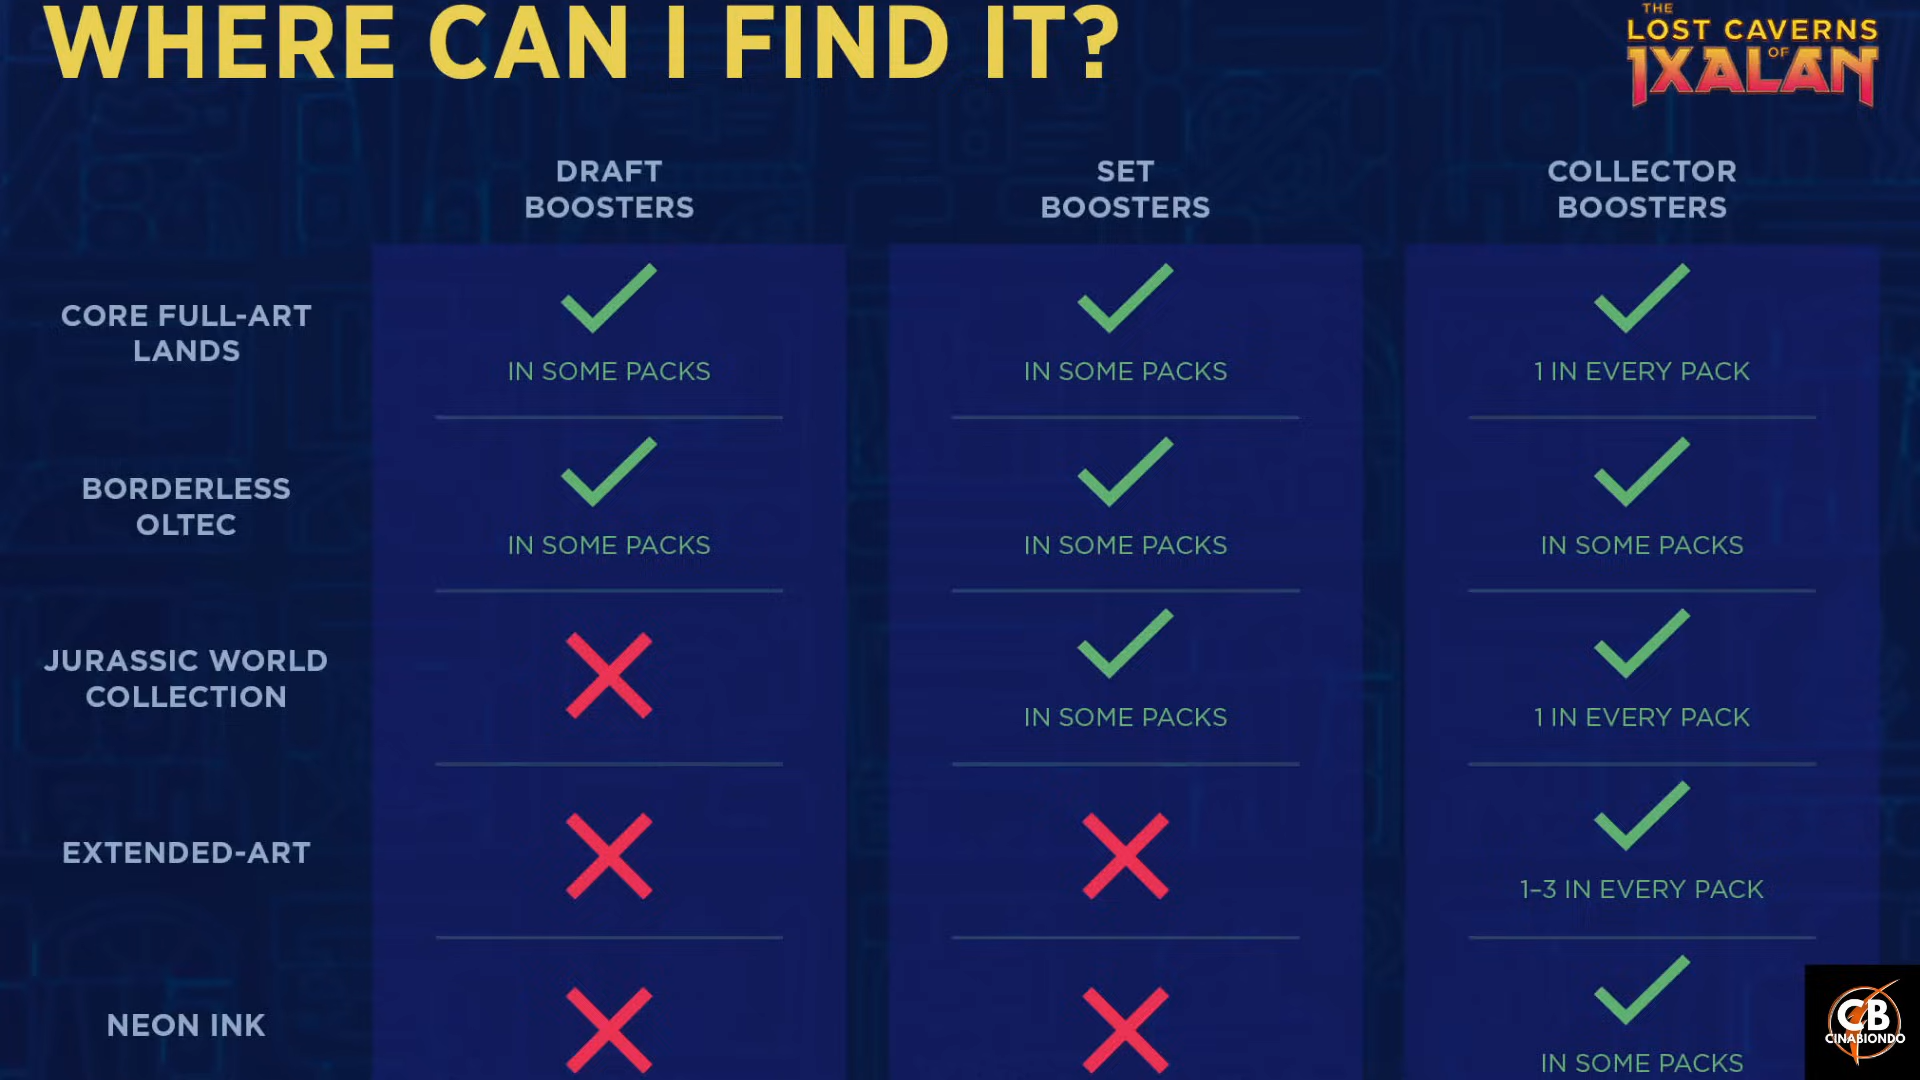 WHERE CAN I FIND IT?
THE
LOST CAVERNS
OF
IXALAN
DRAFT
BOOSTERS
SET
BOOSTERS
COLLECTOR
BOOSTERS
CORE FULL-ART
LANDS
IN SOME PACKS
IN SOME PACKS
1 IN EVERY PACK
BORDERLESS
OLTEC
IN SOME PACKS
IN SOME PACKS
IN SOME PACKS
JURASSIC WORLD
COLLECTION
IN SOME PACKS
1 IN EVERY PACK
EXTENDED-ART
1–3 IN EVERY PACK
NEON INK
IN SOME PACKS
CB
CINABIONDO